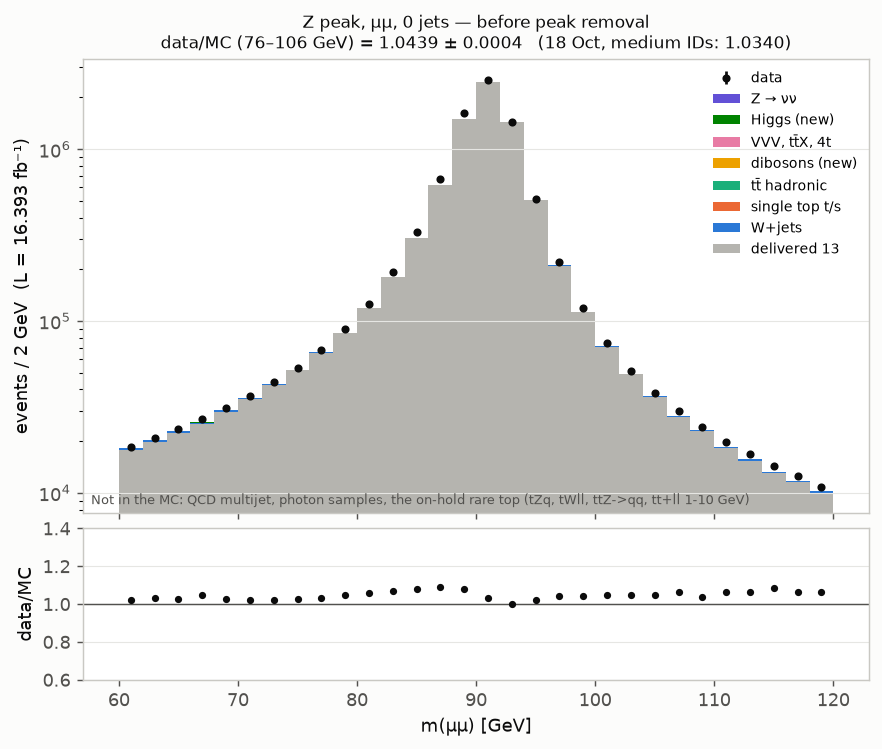 Z peak, μμ, 0 jets — before peak removal
data/MC (76–106 GeV) = 1.0439 ± 0.0004 (18 Oct, medium IDs: 1.0340)
events / 2 GeV (L = 16.393 fb⁻¹)
10⁶
10⁵
10⁴
data
Z → νν
Higgs (new)
VVV, tt̄X, 4t
dibosons (new)
tt̄ hadronic
single top t/s
W+jets
delivered 13
Not in the MC: QCD multijet, photon samples, the on-hold rare top (tZq, tWll, ttZ->qq, tt+ll 1-10 GeV)
data/MC
1.4
1.2
1.0
0.8
0.6
60 70 80 90 100 110 120
m(μμ) [GeV]